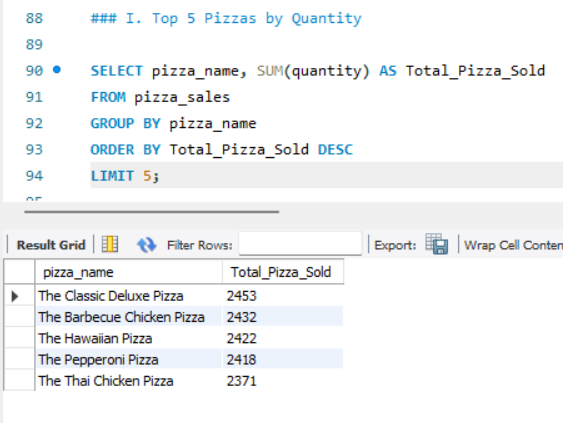 88 ### I. Top 5 Pizzas by Quantity
89
90 SELECT pizza_name, SUM(quantity) AS Total_Pizza_Sold
91 FROM pizza_sales
92 GROUP BY pizza_name
93 ORDER BY Total_Pizza_Sold DESC
94 LIMIT 5;
Result Grid Filter Rows: Export: Wrap Cell Conten
pizza_name Total_Pizza_Sold
The Classic Deluxe Pizza 2453
The Barbecue Chicken Pizza 2432
The Hawaiian Pizza 2422
The Pepperoni Pizza 2418
The Thai Chicken Pizza 2371